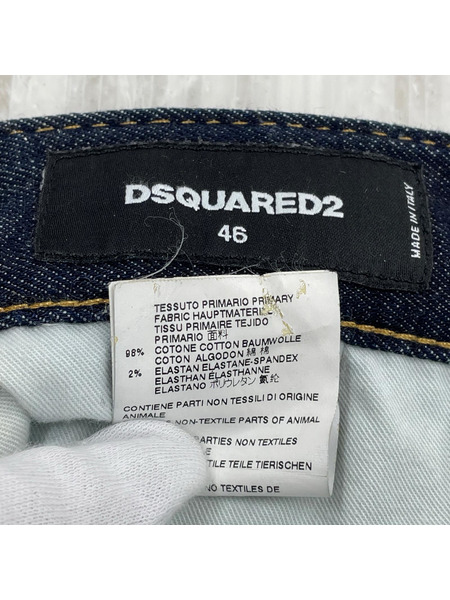 DSQUARED2
46
MADE IN ITALY
TESSUTO PRIMARIO PRIMARY
FABRIC HAUPTMATERIAL
TISSU PRIMAIRE TEJIDO
PRIMARIO 面料
98% COTONE COTTON BAUMWOLLE
COTON ALGODON 綿 棉
2% ELASTAN ELASTANE-SPANDEX
ELASTHAN ÉLASTHANNE
ELASTANO ポリウレタン 氨纶
CONTIENE PARTI NON TESSILI DI ORIGINE
ANIMALE
NON-TEXTILE PARTS OF ANIMAL
PARTIES NON TEXTILES
LE
TILE TEILE TIERISCHEN
NO TEXTILES DE